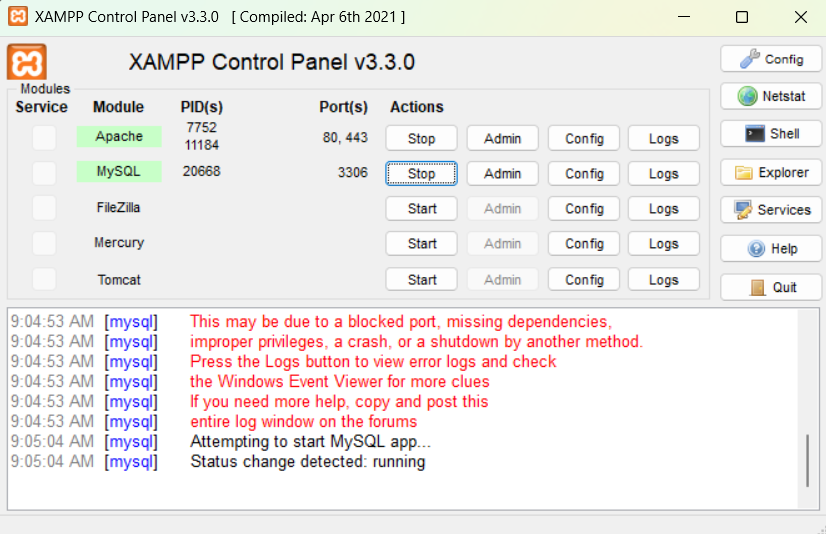 XAMPP Control Panel v3.3.0 [ Compiled: Apr 6th 2021 ]
XAMPP Control Panel v3.3.0
Config
Modules
Service Module PID(s) Port(s) Actions
Netstat
Apache 7752 11184 80, 443 Stop Admin Config Logs
Shell
MySQL 20668 3306 Stop Admin Config Logs
Explorer
FileZilla Start Admin Config Logs
Services
Mercury Start Admin Config Logs
Help
Tomcat Start Admin Config Logs
Quit
9:04:53 AM [mysql] This may be due to a blocked port, missing dependencies,
9:04:53 AM [mysql] improper privileges, a crash, or a shutdown by another method.
9:04:53 AM [mysql] Press the Logs button to view error logs and check
9:04:53 AM [mysql] the Windows Event Viewer for more clues
9:04:53 AM [mysql] If you need more help, copy and post this
9:04:53 AM [mysql] entire log window on the forums
9:05:04 AM [mysql] Attempting to start MySQL app...
9:05:04 AM [mysql] Status change detected: running